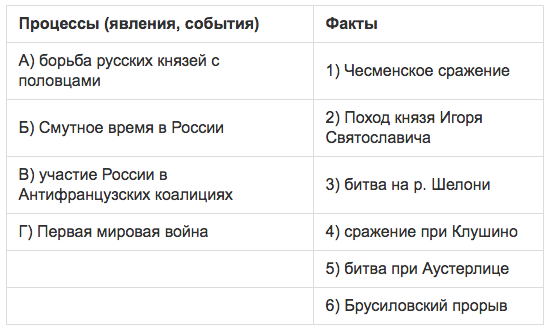 Процессы (явления, события) Факты
А) борьба русских князей с
половцами
1) Чесменское сражение
Б) Смутное время в России
2) Поход князя Игоря
Святославича
В) участие России в
Антифранцузских коалициях
3) битва на р. Шелони
Г) Первая мировая война
4) сражение при Клушино
5) битва при Аустерлице
6) Брусиловский прорыв